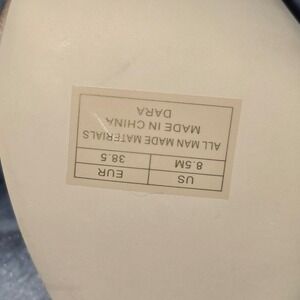 US EUR
8.5M 38.5
ALL MAN MADE MATERIALS
MADE IN CHINA
DARA